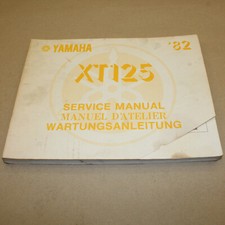 YAMAHA '82
XT125
SERVICE MANUAL
MANUEL D'ATELIER
WARTUNGSANLEITUNG